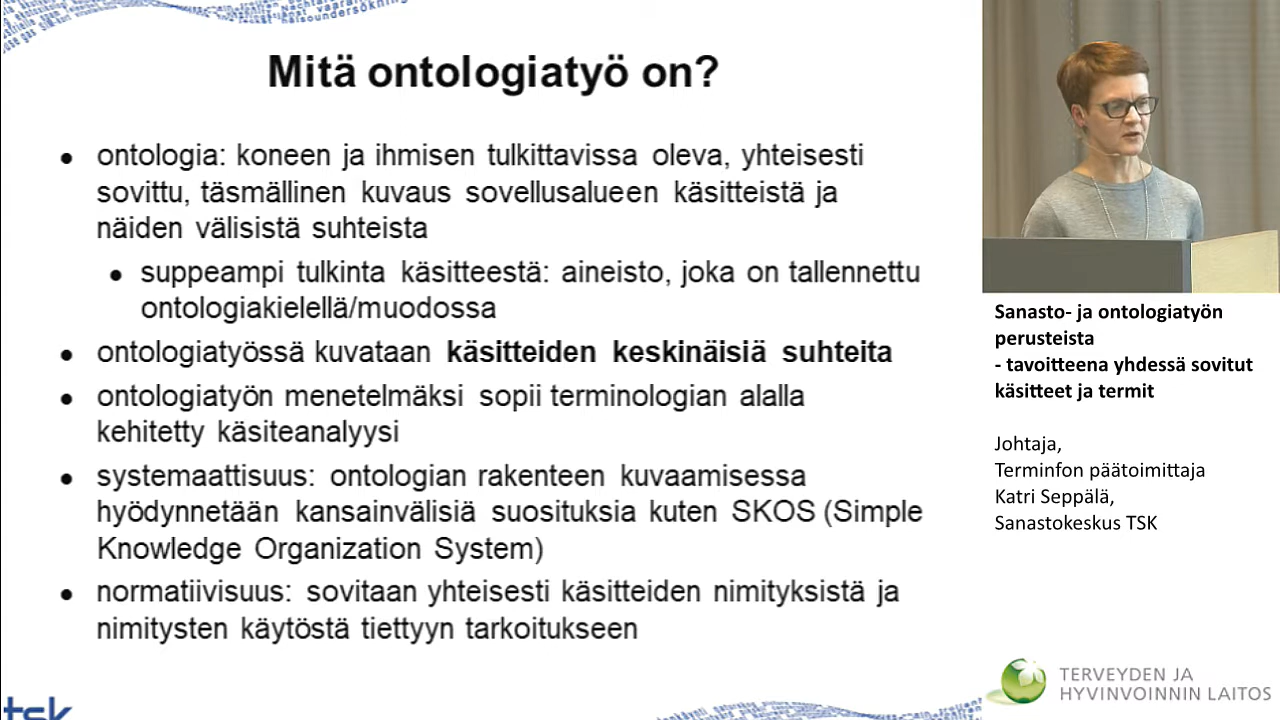 Mitä ontologiatyö on?
• ontologia: koneen ja ihmisen tulkittavissa oleva, yhteisesti
sovittu, täsmällinen kuvaus sovellusalueen käsitteistä ja
näiden välisistä suhteista
• suppeampi tulkinta käsitteestä: aineisto, joka on tallennettu
ontologiakielellä/muodossa
• ontologiatyössä kuvataan käsitteiden keskinäisiä suhteita
• ontologiatyön menetelmäksi sopii terminologian alalla
kehitetty käsiteanalyysi
• systemaattisuus: ontologian rakenteen kuvaamisessa
hyödynnetään kansainvälisiä suosituksia kuten SKOS (Simple
Knowledge Organization System)
• normatiivisuus: sovitaan yhteisesti käsitteiden nimityksistä ja
nimitysten käytöstä tiettyyn tarkoitukseen
tsk
Sanasto- ja ontologiatyön
perusteista
- tavoitteena yhdessä sovitut
käsitteet ja termit
Johtaja,
Terminfon päätoimittaja
Katri Seppälä,
Sanastokeskus TSK
TERVEYDEN JA
HYVINVOINNIN LAITOS